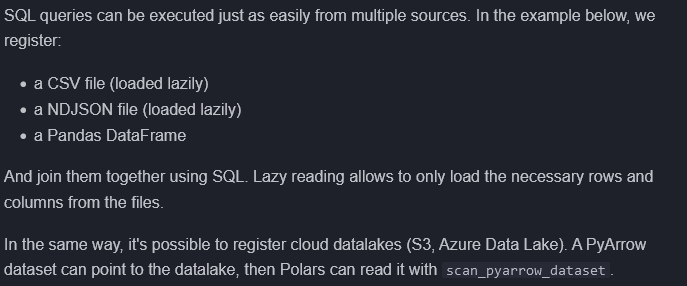 SQL queries can be executed just as easily from multiple sources. In the example below, we
register:
• a CSV file (loaded lazily)
• a NDJSON file (loaded lazily)
• a Pandas DataFrame
And join them together using SQL. Lazy reading allows to only load the necessary rows and
columns from the files.
In the same way, it's possible to register cloud datalakes (S3, Azure Data Lake). A PyArrow
dataset can point to the datalake, then Polars can read it with scan_pyarrow_dataset.